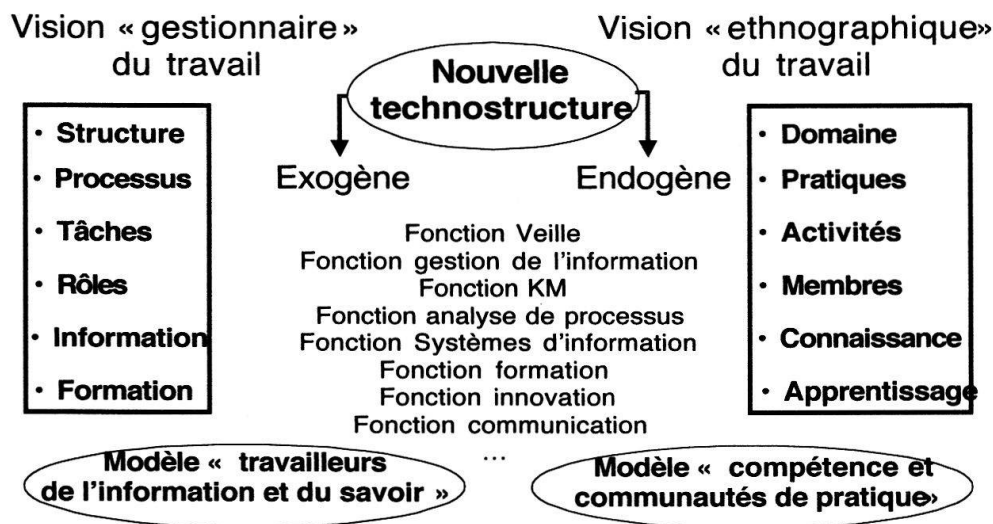 Vision « gestionnaire »
du travail
Nouvelle
technostructure
Vision « ethnographique»
du travail
• Structure
• Processus
• Tâches
• Rôles
• Information
• Formation
Exogène
Endogène
Fonction Veille
Fonction gestion de l'information
Fonction KM
Fonction analyse de processus
Fonction Systèmes d'information
Fonction formation
Fonction innovation
Fonction communication
...
• Domaine
• Pratiques
• Activités
• Membres
• Connaissance
• Apprentissage
Modèle « travailleurs
de l'information et du savoir »
Modèle « compétence et
communautés de pratique»